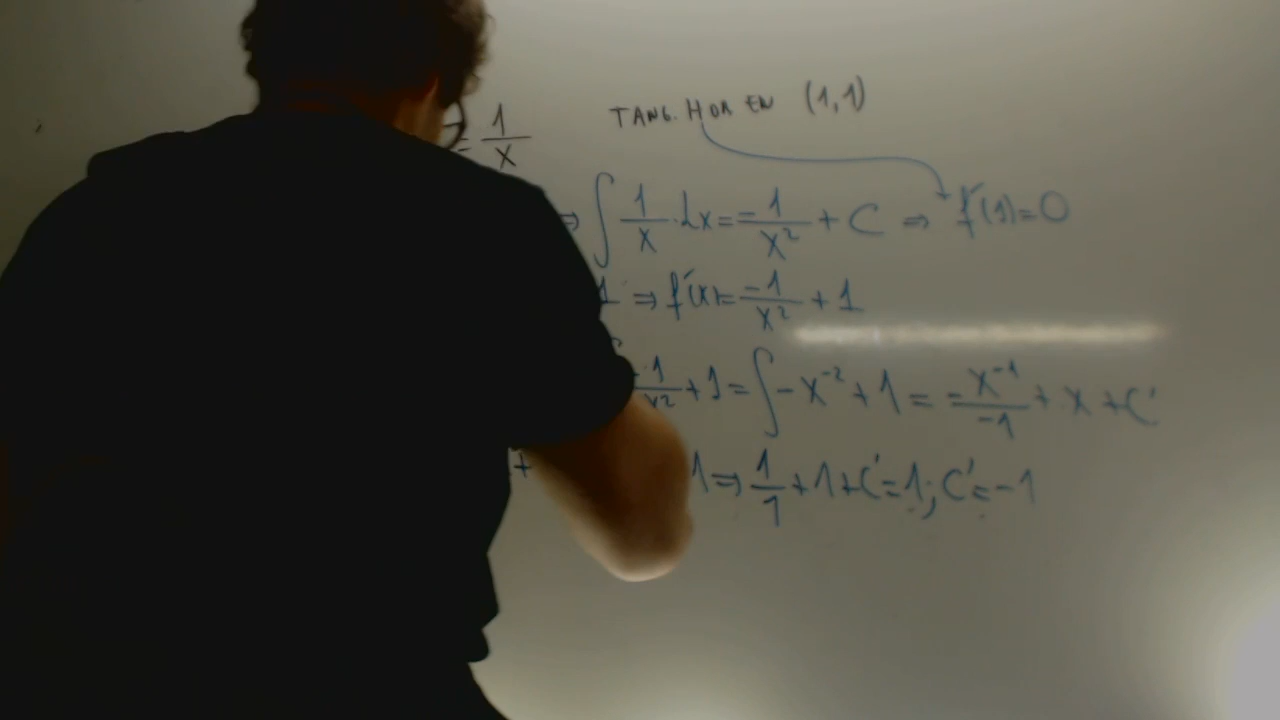 = 1/x TANG. HOR EN (1,1)
⇒ ∫ 1/x · dx = -1/x² + C ⇒ f'(1)=0
1 ⇒ f'(x)= -1/x² + 1
-1/x² + 1 = ∫ -x⁻² + 1 = -x⁻¹/-1 + x + C'
+ 1 ⇒ 1/1 + 1 + C' = 1; C' = -1